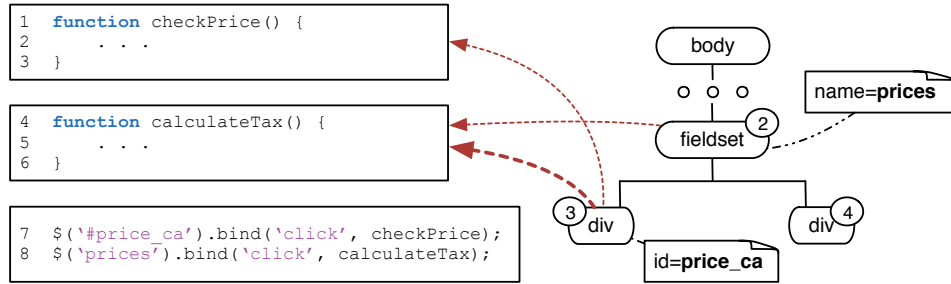 1 function checkPrice() {
2 . . .
3 }
4 function calculateTax() {
5 . . .
6 }
7 $(‘#price_ca’).bind(‘click’, checkPrice);
8 $(‘prices’).bind(‘click’, calculateTax);
body
name=prices
fieldset
2
3
div
div
4
id=price_ca